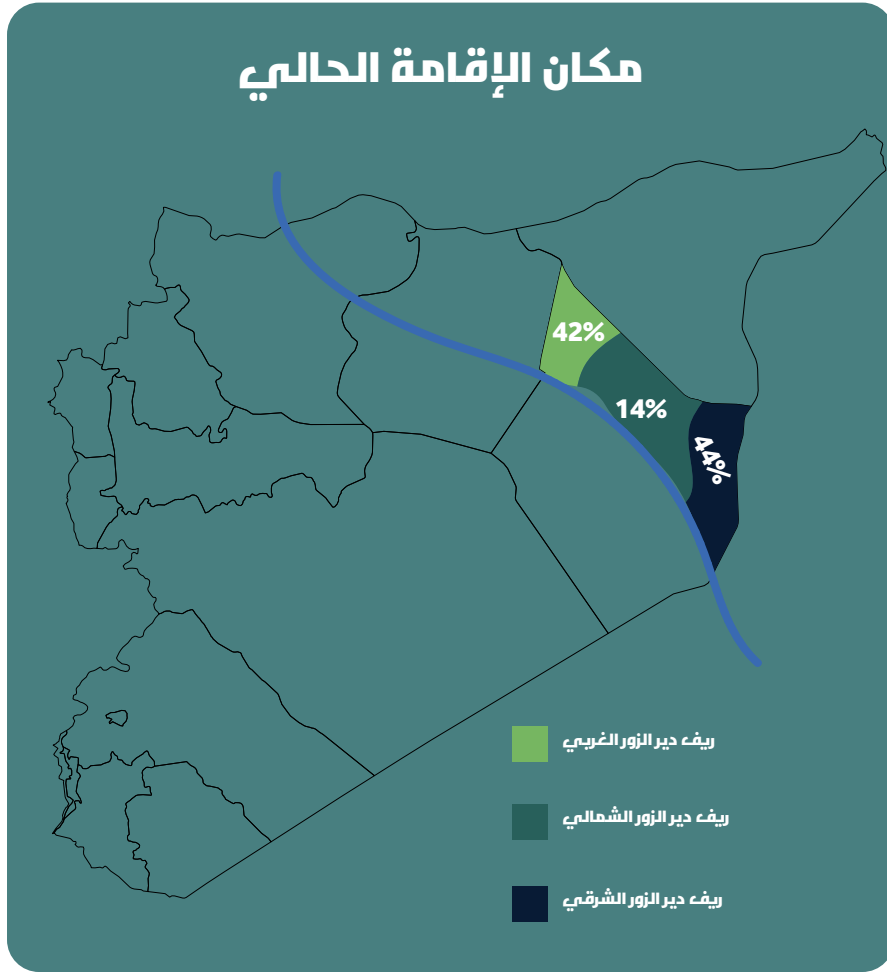 مكان الإقامة الحالي
42%
14%
44%
ريف دير الزور الغربي
ريف دير الزور الشمالي
ريف دير الزور الشرقي